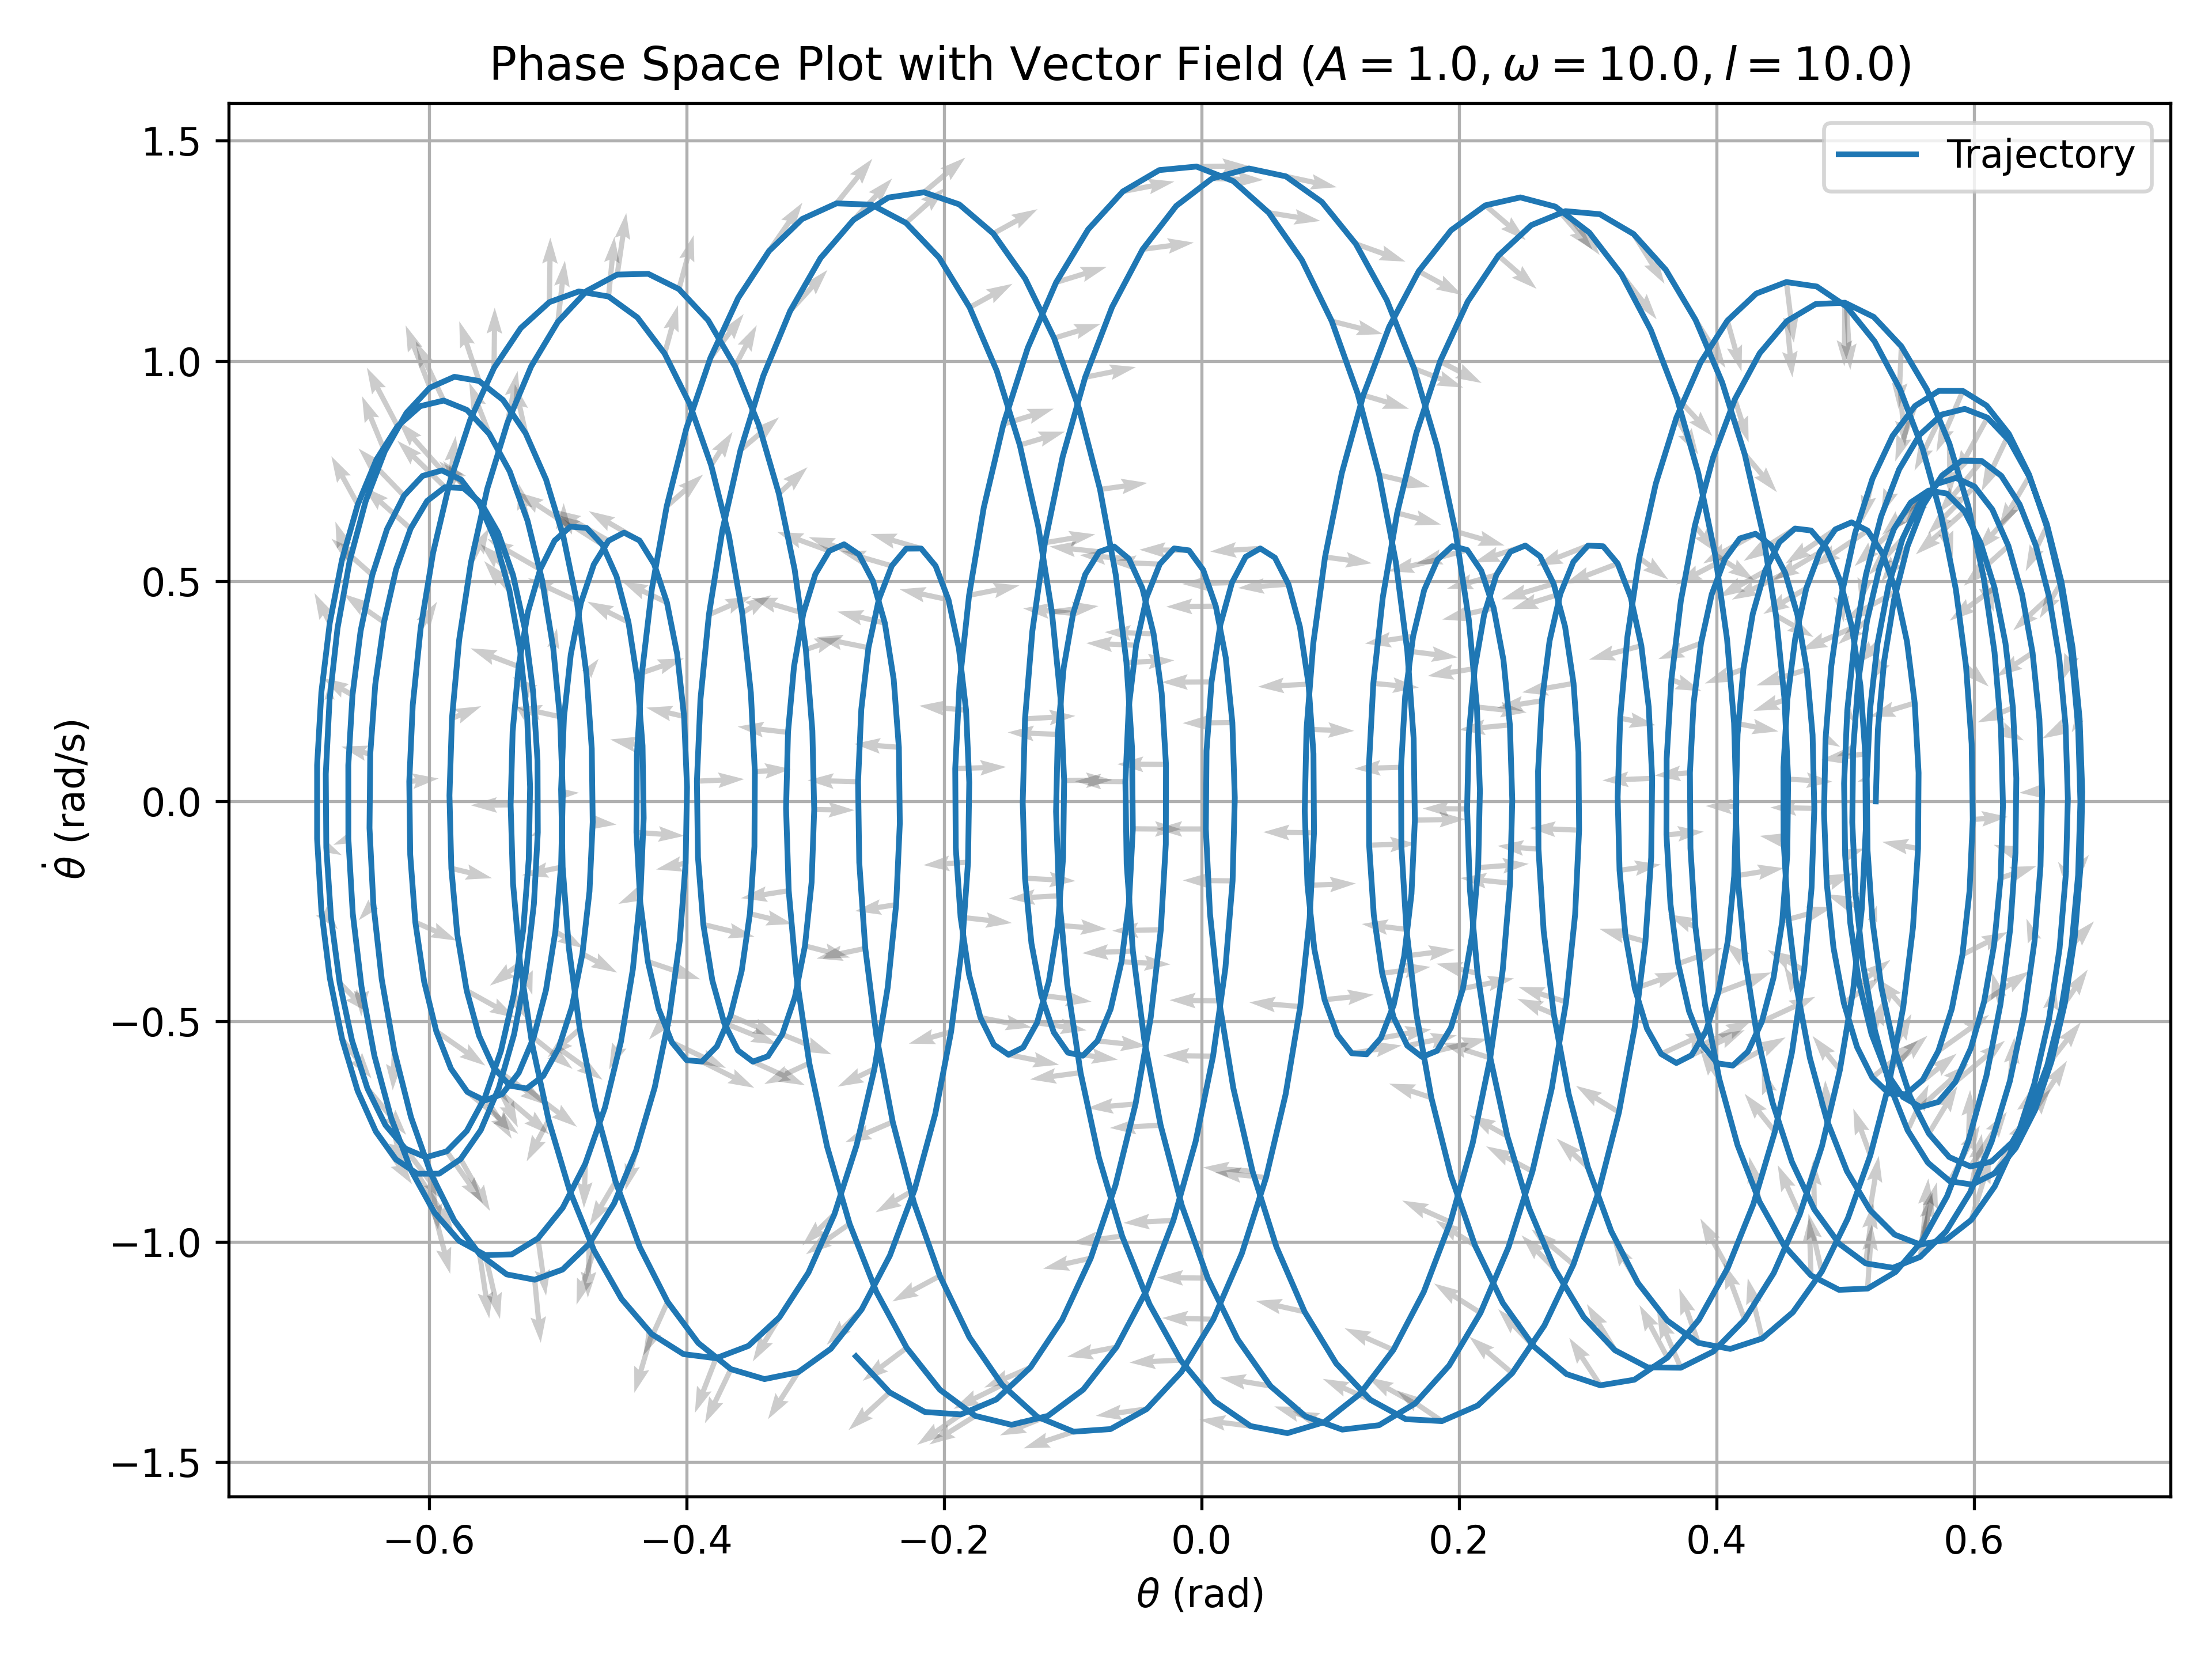 Phase Space Plot with Vector Field (A = 1.0, ω = 10.0, l = 10.0)
Trajectory
1.5
1.0
0.5
0.0
−0.5
−1.0
−1.5
θ̇ (rad/s)
−0.6 −0.4 −0.2 0.0 0.2 0.4 0.6
θ (rad)